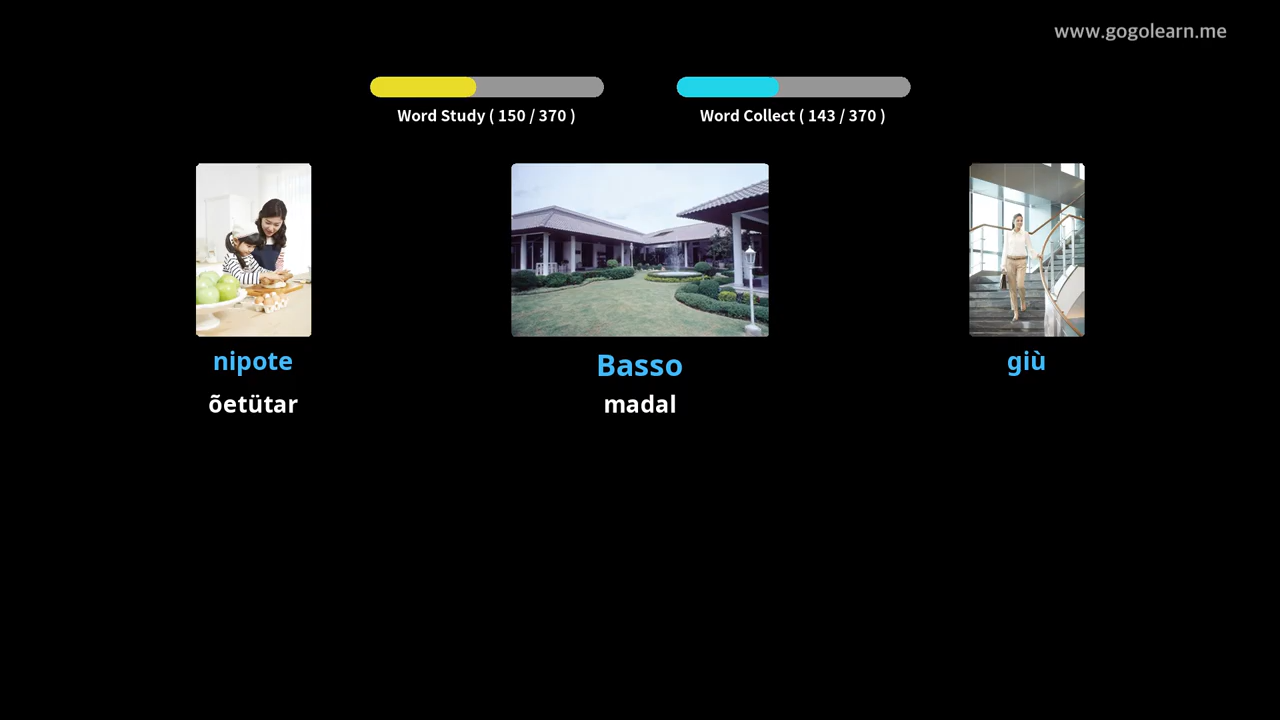 www.gogolearn.me
Word Study ( 150 / 370 )
Word Collect ( 143 / 370 )
nipote
Basso
giù
õetütar
madal